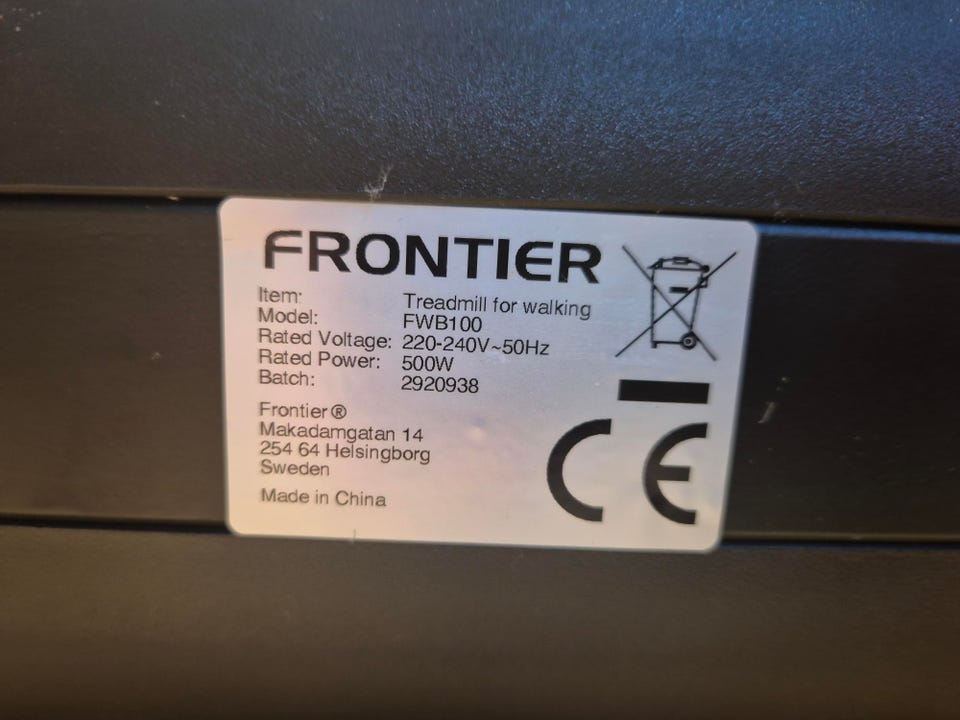 FRONTIER
Item: Treadmill for walking
Model: FWB100
Rated Voltage: 220-240V~50Hz
Rated Power: 500W
Batch: 2920938
Frontier®
Makadamgatan 14
254 64 Helsingborg
Sweden
Made in China
CE